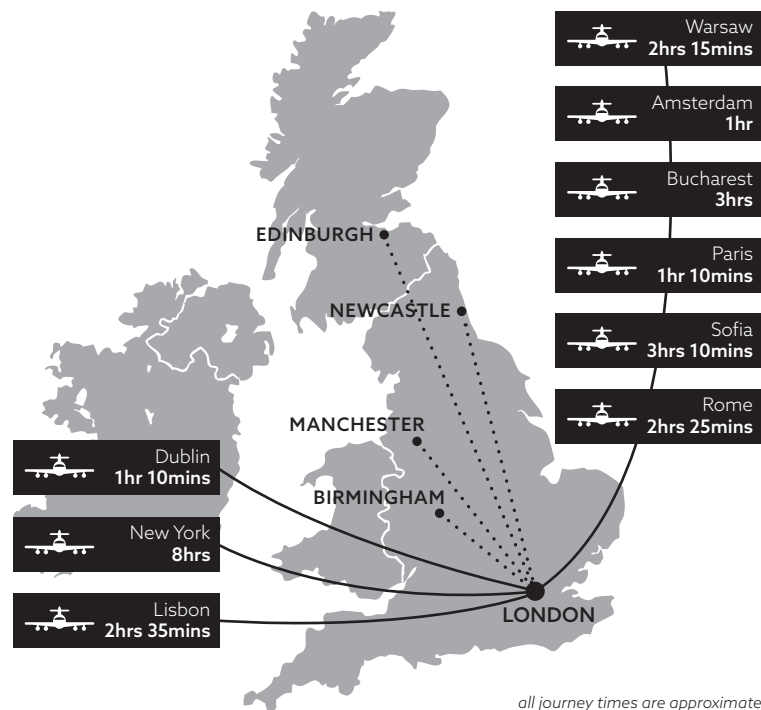 Warsaw
2hrs 15mins
Amsterdam
1hr
Bucharest
3hrs
Paris
1hr 10mins
Sofia
3hrs 10mins
Rome
2hrs 25mins
EDINBURGH
NEWCASTLE
MANCHESTER
BIRMINGHAM
LONDON
Dublin
1hr 10mins
New York
8hrs
Lisbon
2hrs 35mins
all journey times are approximate